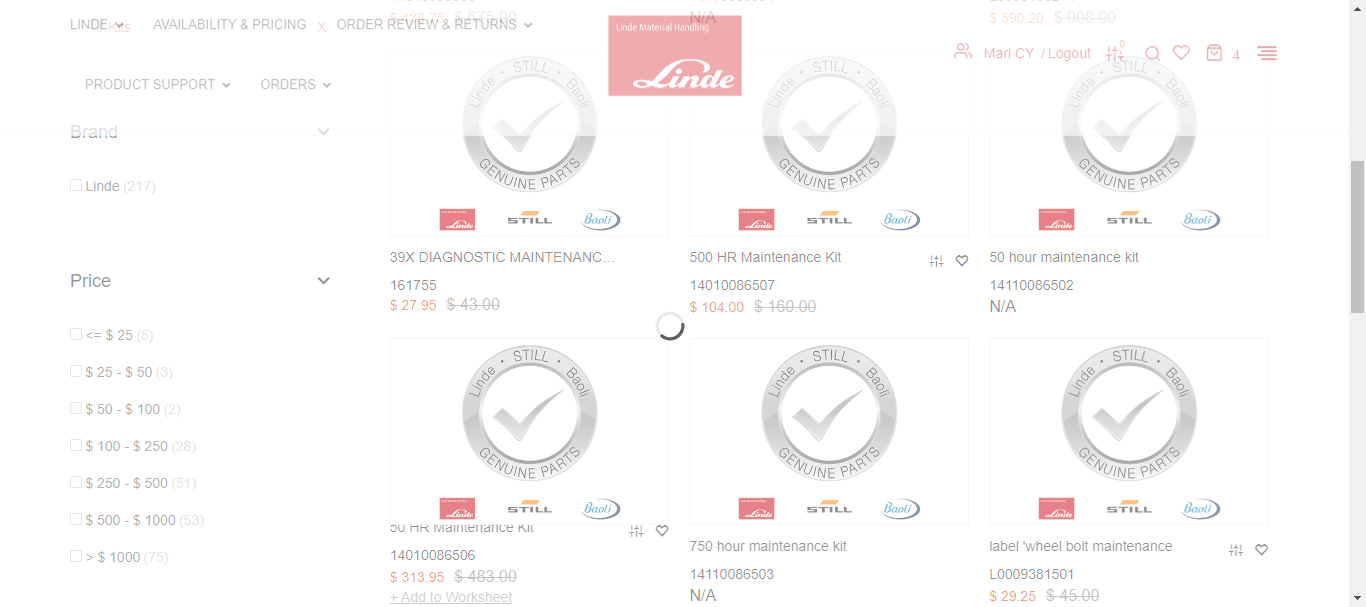 LINDE
AVAILABILITY & PRICING
X
ORDER REVIEW & RETURNS
Kits
$ 675.00
N/A
$ 590.20 $ 908.00
Linde Material Handling
Linde
Mari CY / Logout
0
4
PRODUCT SUPPORT
ORDERS
Brand
Linde (217)
Linde · STILL · Baoli
GENUINE PARTS
Linde STILL Baoli
Linde · STILL · Baoli
GENUINE PARTS
Linde STILL Baoli
Linde · STILL · Baoli
GENUINE PARTS
Linde STILL Baoli
39X DIAGNOSTIC MAINTENANC...
161755
$ 27.95 $ 43.00
500 HR Maintenance Kit
14010086507
$ 104.00 $ 160.00
50 hour maintenance kit
14110086502
N/A
Price
<= $ 25 (5)
$ 25 - $ 50 (3)
$ 50 - $ 100 (2)
$ 100 - $ 250 (28)
$ 250 - $ 500 (51)
$ 500 - $ 1000 (53)
> $ 1000 (75)
Linde · STILL · Baoli
GENUINE PARTS
Linde STILL Baoli
Linde · STILL · Baoli
GENUINE PARTS
Linde STILL Baoli
Linde · STILL · Baoli
GENUINE PARTS
Linde STILL Baoli
50 HR Maintenance Kit
14010086506
$ 313.95 $ 483.00
+ Add to Worksheet
750 hour maintenance kit
14110086503
N/A
label 'wheel bolt maintenance
L0009381501
$ 29.25 $ 45.00